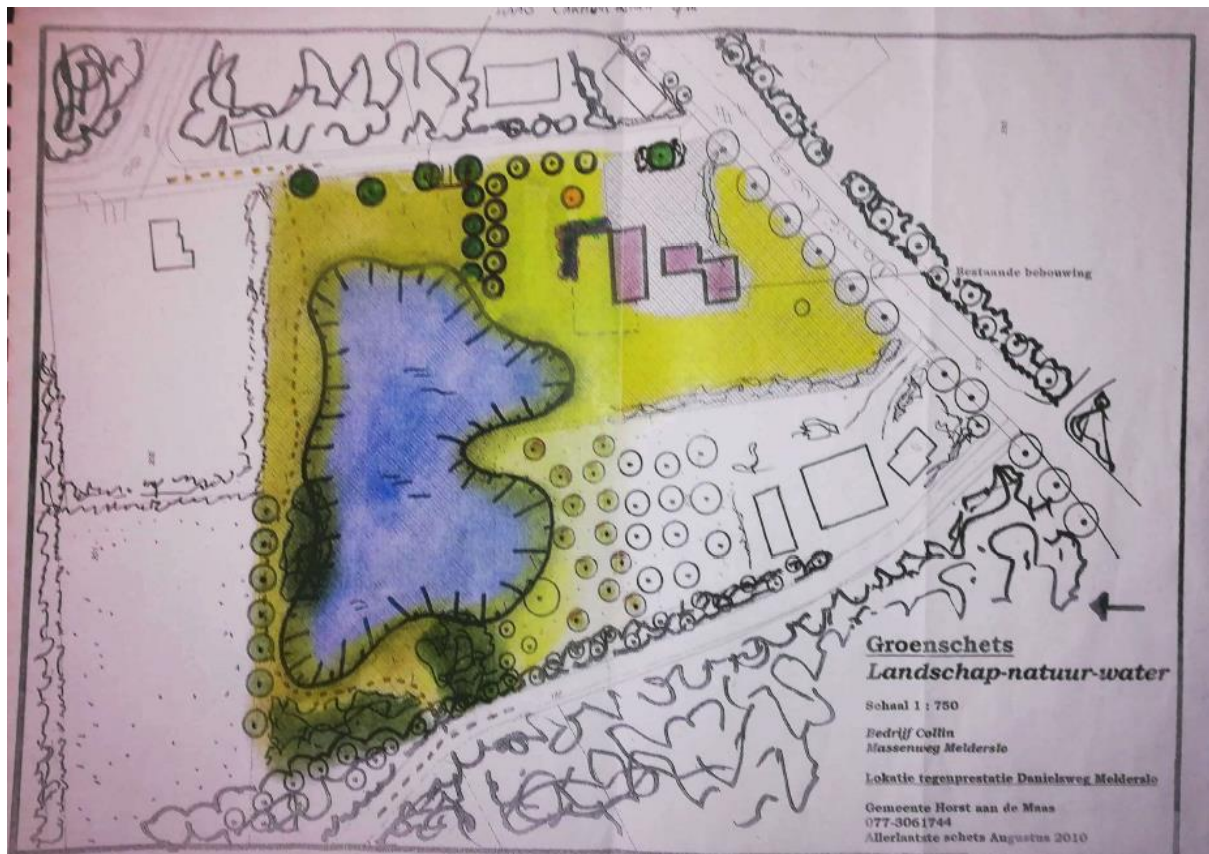 Bestaande bebouwing
Groenschets
Landschap-natuur-water
Schaal 1 : 750
Bedrijf Collin
Massenweg Melderslo
Lokatie tegenprestatie Danielsweg Melderslo
Gemeente Horst aan de Maas
077-3061744
Allerlaatste schets Augustus 2010